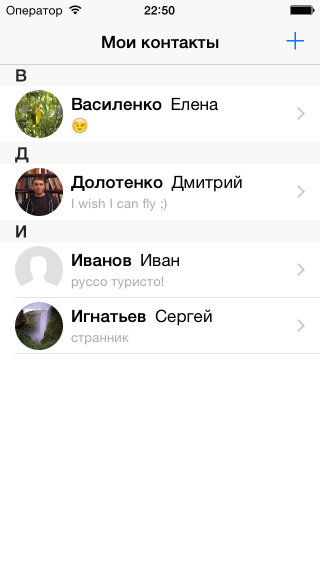 Оператор 22:50
Мои контакты
В
Василенко Елена
😉
Д
Долотенко Дмитрий
I wish I can fly ;)
И
Иванов Иван
руссо туристо!
Игнатьев Сергей
странник